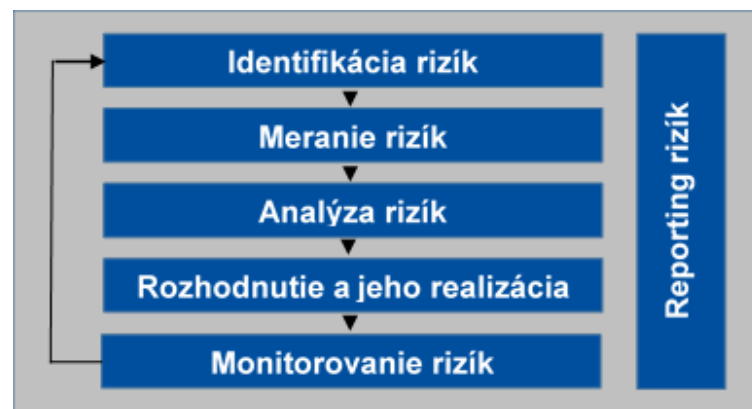 Identifikácia rizík
Meranie rizík
Analýza rizík
Rozhodnutie a jeho realizácia
Monitorovanie rizík
Reporting rizík